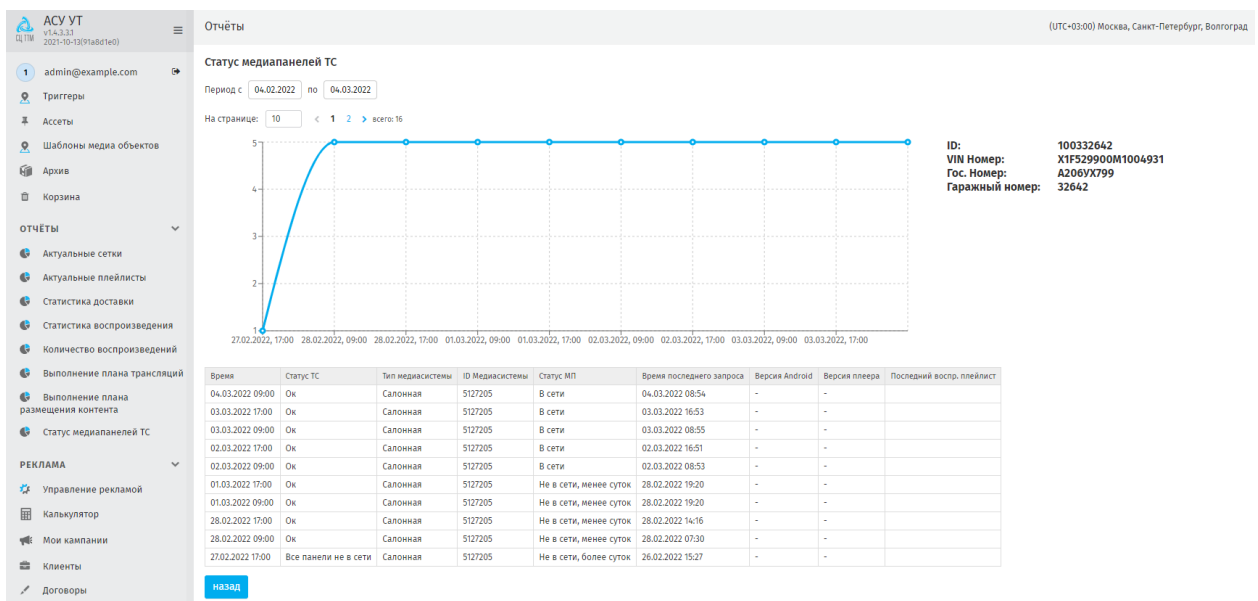 АСУ УТ
v1.4.3.3.1
2021-10-13(91a8d1e0)
СЦ ТТМ
1 admin@example.com
Триггеры
Ассеты
Шаблоны медиа объектов
Архив
Корзина
ОТЧЁТЫ
Актуальные сетки
Актуальные плейлисты
Статистика доставки
Статистика воспроизведения
Количество воспроизведений
Выполнение плана трансляций
Выполнение плана
размещения контента
Статус медиапанелей ТС
РЕКЛАМА
Управление рекламой
Калькулятор
Мои кампании
Клиенты
Договоры
Отчёты (UTC+03:00) Москва, Санкт-Петербург, Волгоград
Статус медиапанелей ТС
Период с 04.02.2022 по 04.03.2022
На странице: 10 < 1 2 > всего: 16
5
4
3
2
1
27.02.2022, 17:00 28.02.2022, 09:00 28.02.2022, 17:00 01.03.2022, 09:00 01.03.2022, 17:00 02.03.2022, 09:00 02.03.2022, 17:00 03.03.2022, 09:00 03.03.2022, 17:00
ID: 100332642
VIN Номер: X1F529900M1004931
Гос. Номер: А206УХ799
Гаражный номер: 32642
Время Статус ТС Тип медиасистемы ID Медиасистемы Статус МП Время последнего запроса Версия Android Версия плеера Последний воспр. плейлист
04.03.2022 09:00 Ок Салонная 5127205 В сети 04.03.2022 08:54 - -
03.03.2022 17:00 Ок Салонная 5127205 В сети 03.03.2022 16:53 - -
03.03.2022 09:00 Ок Салонная 5127205 В сети 03.03.2022 08:55 - -
02.03.2022 17:00 Ок Салонная 5127205 В сети 02.03.2022 16:51 - -
02.03.2022 09:00 Ок Салонная 5127205 В сети 02.03.2022 08:53 - -
01.03.2022 17:00 Ок Салонная 5127205 Не в сети, менее суток 28.02.2022 19:20 - -
01.03.2022 09:00 Ок Салонная 5127205 Не в сети, менее суток 28.02.2022 19:20 - -
28.02.2022 17:00 Ок Салонная 5127205 Не в сети, менее суток 28.02.2022 14:16 - -
28.02.2022 09:00 Ок Салонная 5127205 Не в сети, менее суток 28.02.2022 07:30 - -
27.02.2022 17:00 Все панели не в сети Салонная 5127205 Не в сети, более суток 26.02.2022 15:27 - -
назад